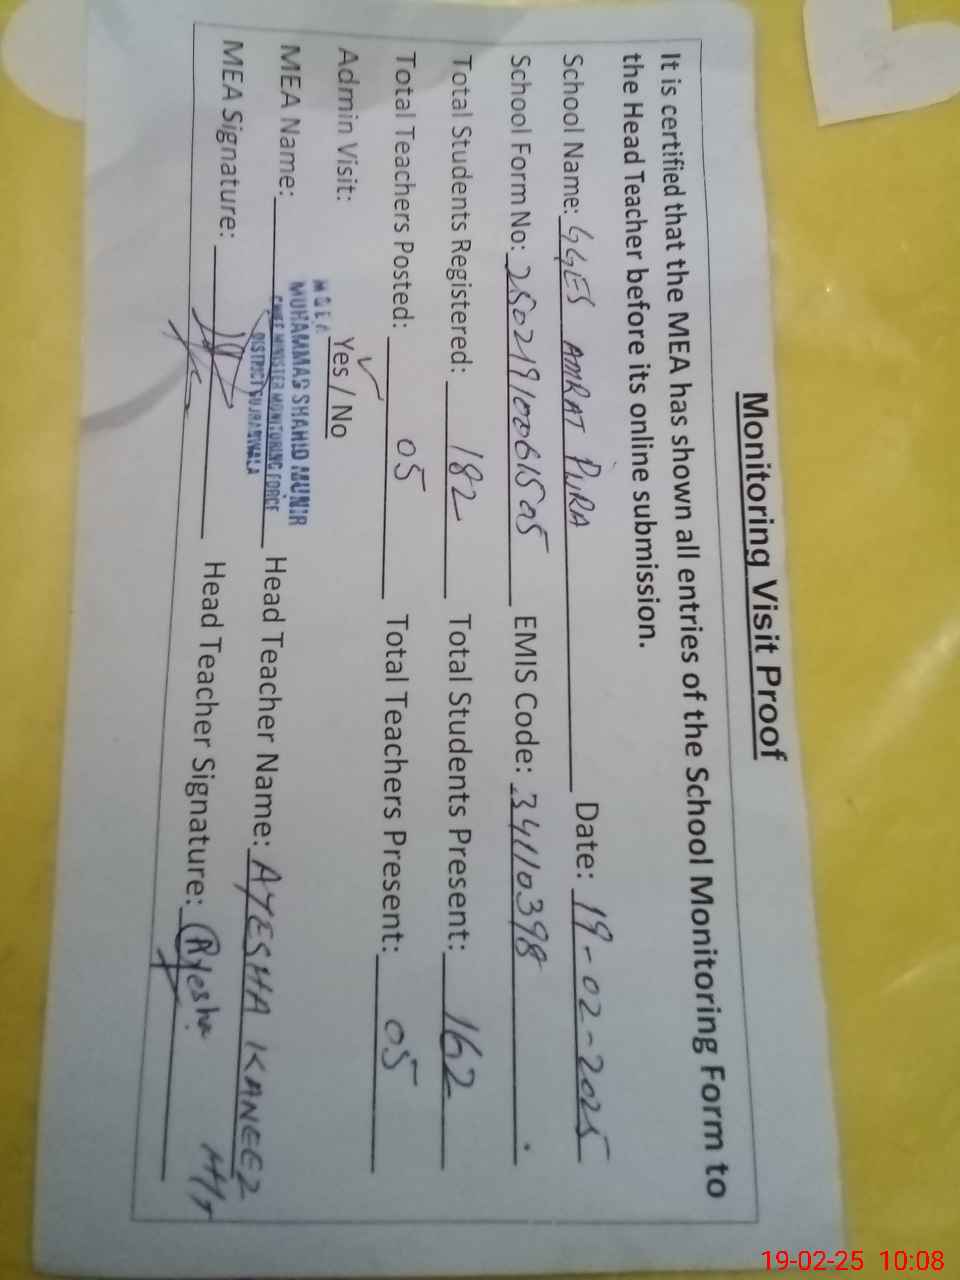 Monitoring Visit Proof
It is certified that the MEA has shown all entries of the School Monitoring Form to
the Head Teacher before its online submission.
School Name: GGES AMRAT PURA Date: 19-02-2025
School Form No: EMIS Code: 34110398
Total Students Registered: 182 Total Students Present: 162
Total Teachers Posted: 05 Total Teachers Present: 05
Admin Visit: Yes / No
MEA Name: MUHAMMAD SHAHID MUNIR Head Teacher Name: AYESHA KANEEZ
CHIEF MINISTER MONITORING FORCE
DISTRICT GUJRANWALA
MEA Signature: Head Teacher Signature: Ayesha
19-02-25 10:08